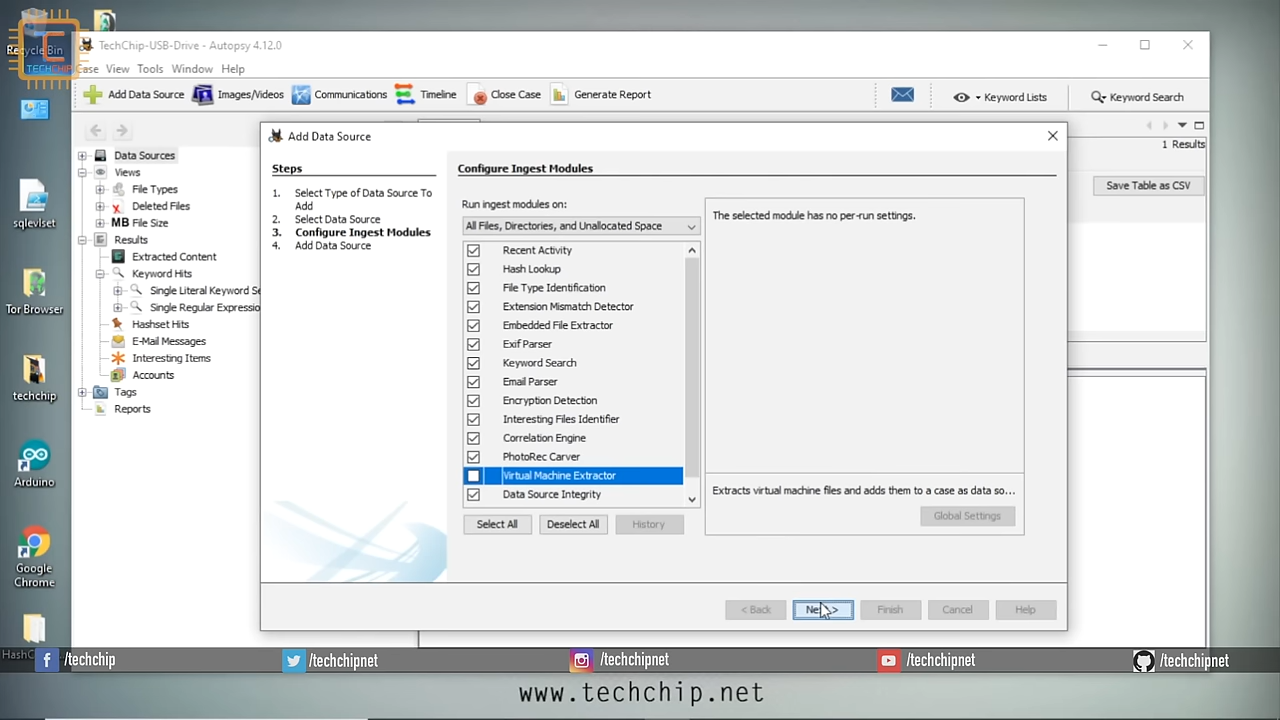 Recycle Bin
TECHCHIP
TechChip-USB-Drive - Autopsy 4.12.0
Case View Tools Window Help
Add Data Source Images/Videos Communications Timeline Close Case Generate Report Keyword Lists Keyword Search
1 Results
Save Table as CSV
Data Sources
Views
File Types
Deleted Files
MB File Size
Results
Extracted Content
Keyword Hits
Single Literal Keyword Se
Single Regular Expressio
Hashset Hits
E-Mail Messages
Interesting Items
Accounts
Tags
Reports
sqlevlset
Tor Browser
techchip
Arduino
Google
Chrome
Add Data Source
Steps
1. Select Type of Data Source To
Add
2. Select Data Source
3. Configure Ingest Modules
4. Add Data Source
Configure Ingest Modules
Run ingest modules on:
All Files, Directories, and Unallocated Space
Recent Activity
Hash Lookup
File Type Identification
Extension Mismatch Detector
Embedded File Extractor
Exif Parser
Keyword Search
Email Parser
Encryption Detection
Interesting Files Identifier
Correlation Engine
PhotoRec Carver
Virtual Machine Extractor
Data Source Integrity
Select All Deselect All History
The selected module has no per-run settings.
Extracts virtual machine files and adds them to a case as data so...
Global Settings
< Back Next > Finish Cancel Help
/techchip /techchipnet /techchipnet /techchipnet /techchipnet
www.techchip.net